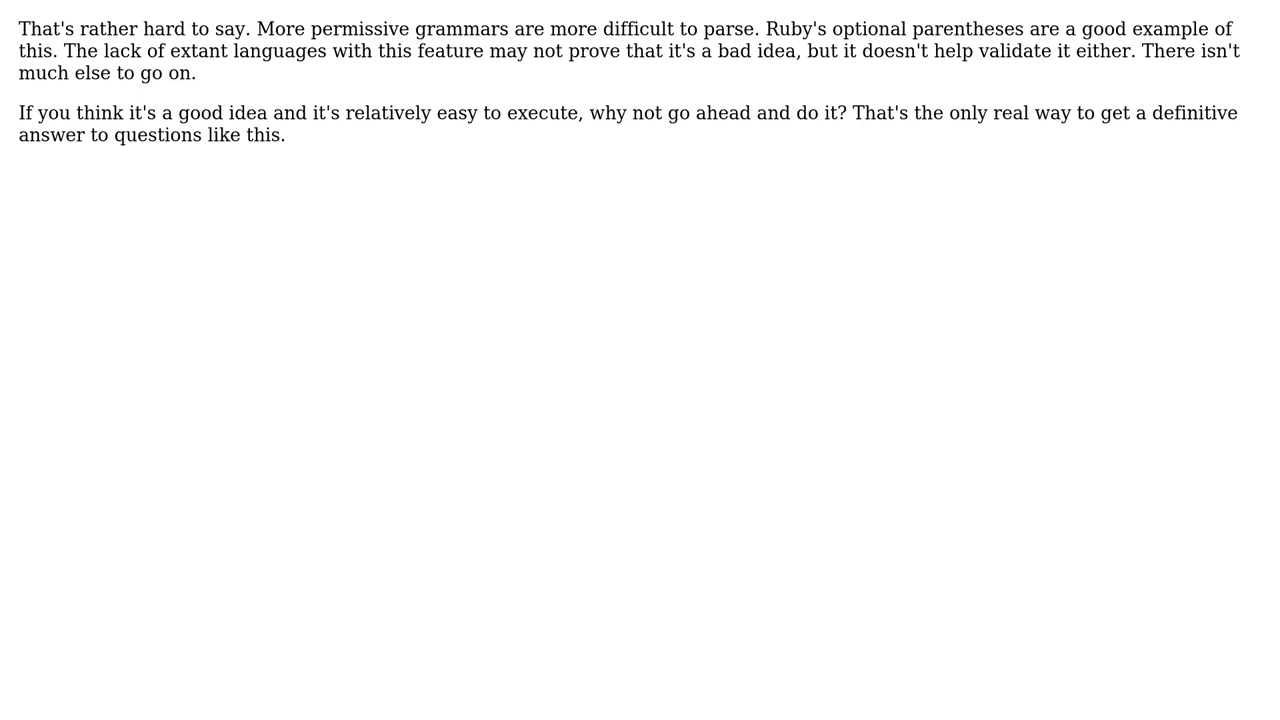 That's rather hard to say. More permissive grammars are more difficult to parse. Ruby's optional parentheses are a good example of
this. The lack of extant languages with this feature may not prove that it's a bad idea, but it doesn't help validate it either. There isn't
much else to go on.
If you think it's a good idea and it's relatively easy to execute, why not go ahead and do it? That's the only real way to get a definitive
answer to questions like this.